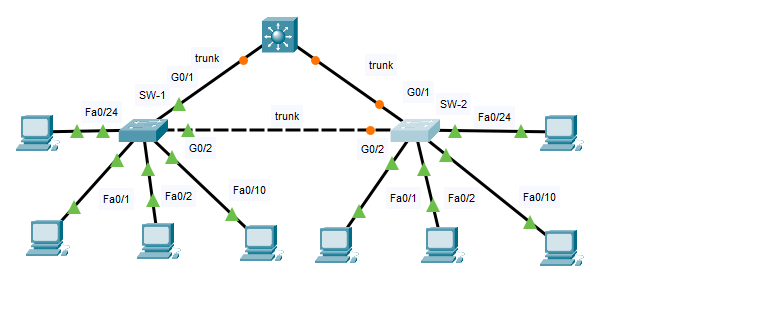 trunk
trunk
G0/1
G0/1
SW-1
SW-2
Fa0/24
Fa0/24
trunk
G0/2
G0/2
Fa0/1
Fa0/2
Fa0/10
Fa0/1
Fa0/2
Fa0/10